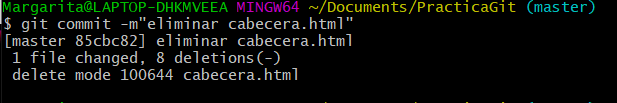 Margarita@LAPTOP-DHKMVEEA MINGW64 ~/Documents/PracticaGit (master)
$ git commit -m"eliminar cabecera.html"
[master 85cbc82] eliminar cabecera.html
 1 file changed, 8 deletions(-)
 delete mode 100644 cabecera.html